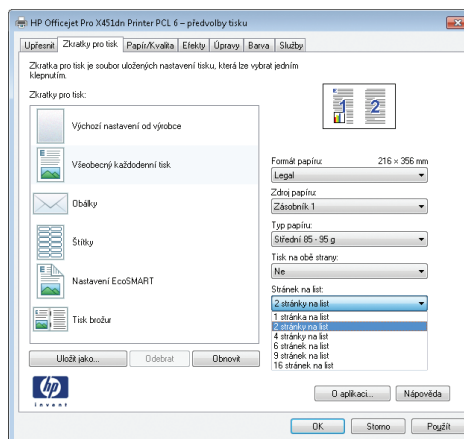 HP Officejet Pro X451dn Printer PCL 6 – předvolby tisku
Upřesnit Zkratky pro tisk Papír/Kvalita Efekty Úpravy Barva Služby
Zkratka pro tisk je soubor uložených nastavení tisku, která lze vybrat jedním
klepnutím.
Zkratky pro tisk:
Výchozí nastavení od výrobce
Všeobecný každodenní tisk
Obálky
Štítky
Nastavení EcoSMART
Tisk brožur
Uložit jako...
Odebrat
Obnovit
1 2
Formát papíru: 216 × 356 mm
Legal
Zdroj papíru:
Zásobník 1
Typ papíru:
Střední 85 - 95 g
Tisk na obě strany:
Ne
Stránek na list:
2 stránky na list
1 stránka na list
2 stránky na list
4 stránky na list
6 stránek na list
9 stránek na list
16 stránek na list
hp
invent
O aplikaci...
Nápověda
OK
Storno
Použít